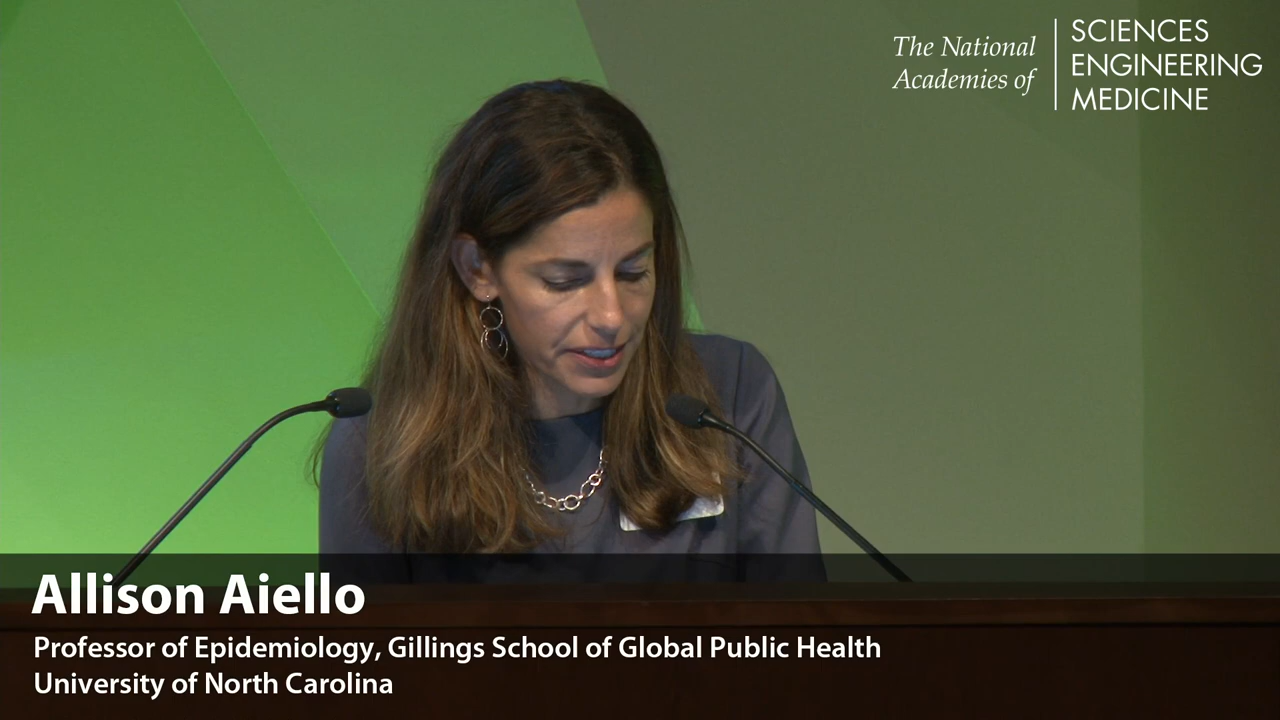 The National
Academies of
SCIENCES
ENGINEERING
MEDICINE
Allison Aiello
Professor of Epidemiology, Gillings School of Global Public Health
University of North Carolina